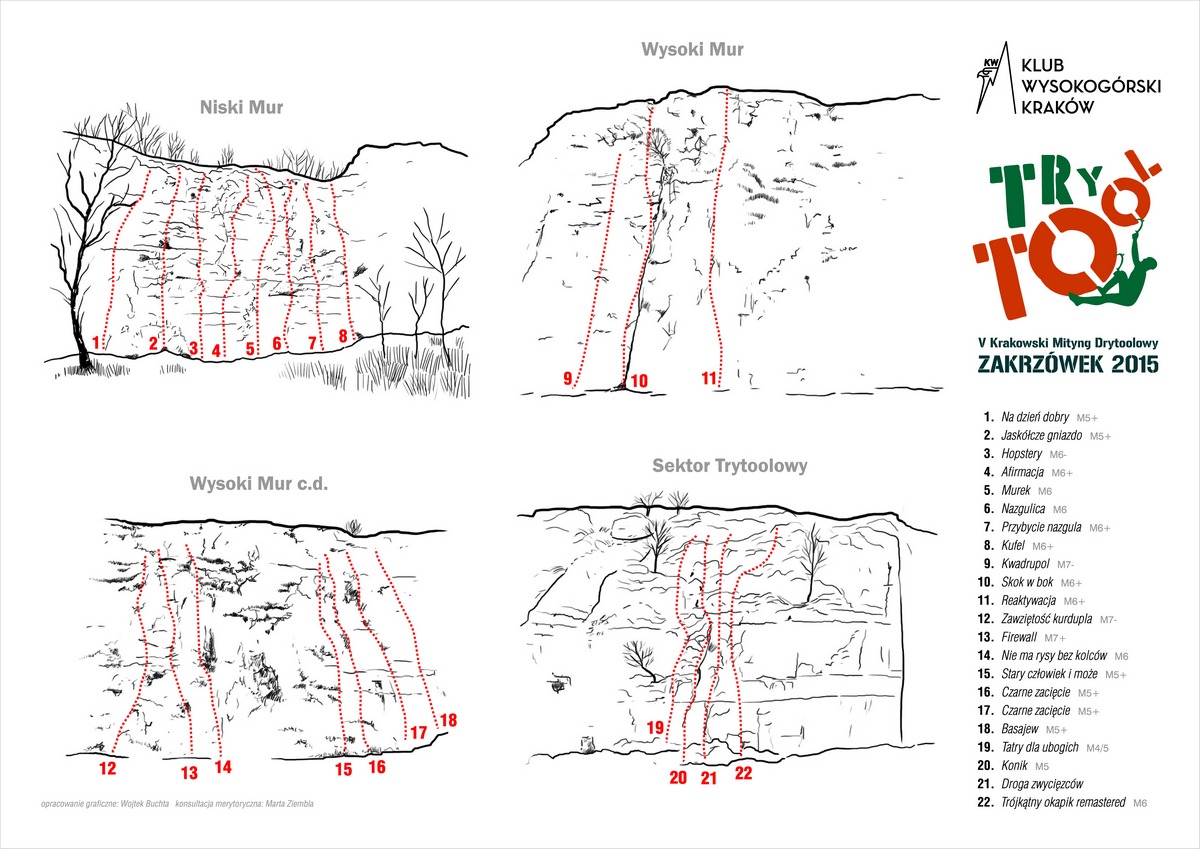 Niski Mur
1
2
3
4
5
6
7
8
Wysoki Mur
9
10
11
Wysoki Mur c.d.
12
13
14
15
16
17
18
Sektor Trytoolowy
19
20
21
22
opracowanie graficzne: Wojtek Buchta konsultacja merytoryczna: Marta Ziembla
KW
KLUB
WYSOKOGÓRSKI
KRAKÓW
TRY
TOOL
V Krakowski Mityng Drytoolowy
ZAKRZÓWEK 2015
1. Na dzień dobry M5+
2. Jaskółcze gniazdo M5+
3. Hopstery M6-
4. Afirmacja M6+
5. Murek M6
6. Nazgulica M6
7. Przybycie nazgula M6+
8. Kufel M6+
9. Kwadrupol M7-
10. Skok w bok M6+
11. Reaktywacja M6+
12. Zawziętość kurdupla M7-
13. Firewall M7+
14. Nie ma rysy bez kolców M6
15. Stary człowiek i może M5+
16. Czarne zacięcie M5+
17. Czarne zacięcie M5+
18. Basajew M5+
19. Tatry dla ubogich M4/5
20. Konik M5
21. Droga zwycięzców
22. Trójkątny okapik remastered M6